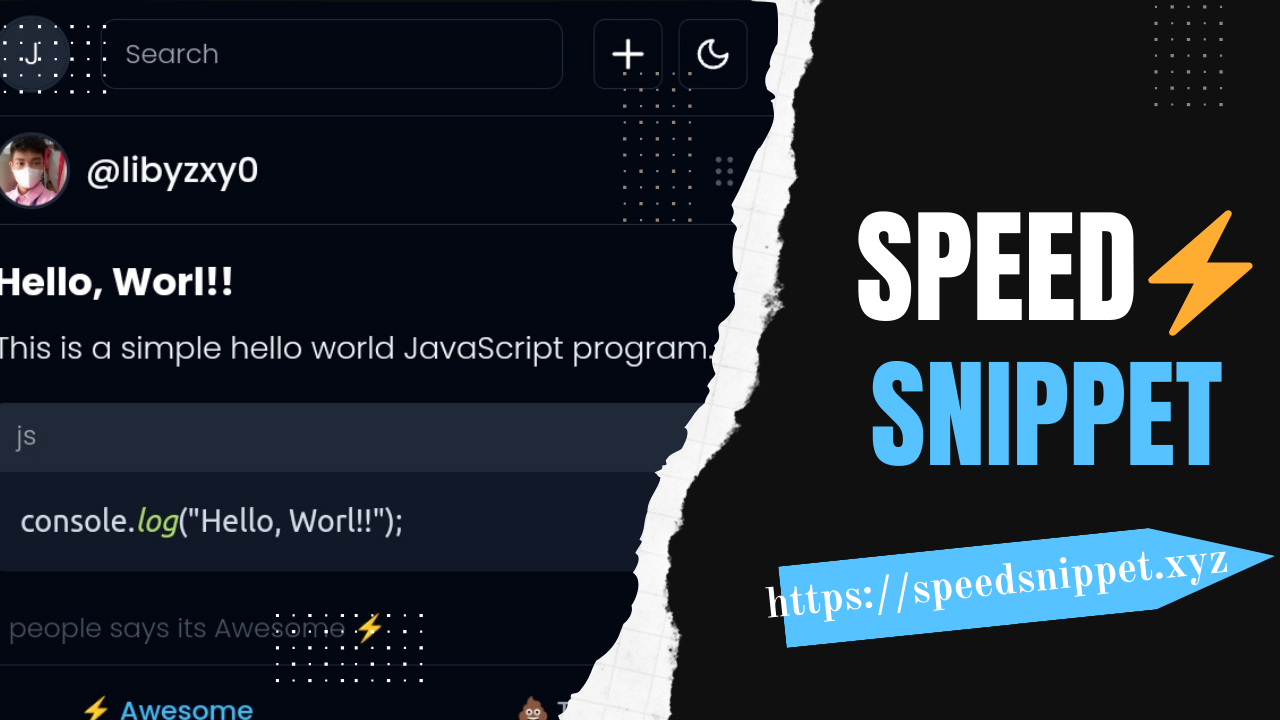 J
Search
@libyzxy0
Hello, Worl!!
This is a simple hello world JavaScript program.
js
console.log("Hello, Worl!!");
people says its Awesome ⚡
⚡ Awesome
SPEED⚡
SNIPPET
https://speedsnippet.xyz